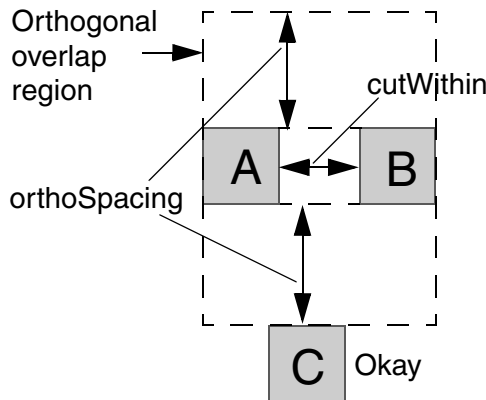 Orthogonal
overlap
region
cutWithin
A
B
orthoSpacing
C
Okay